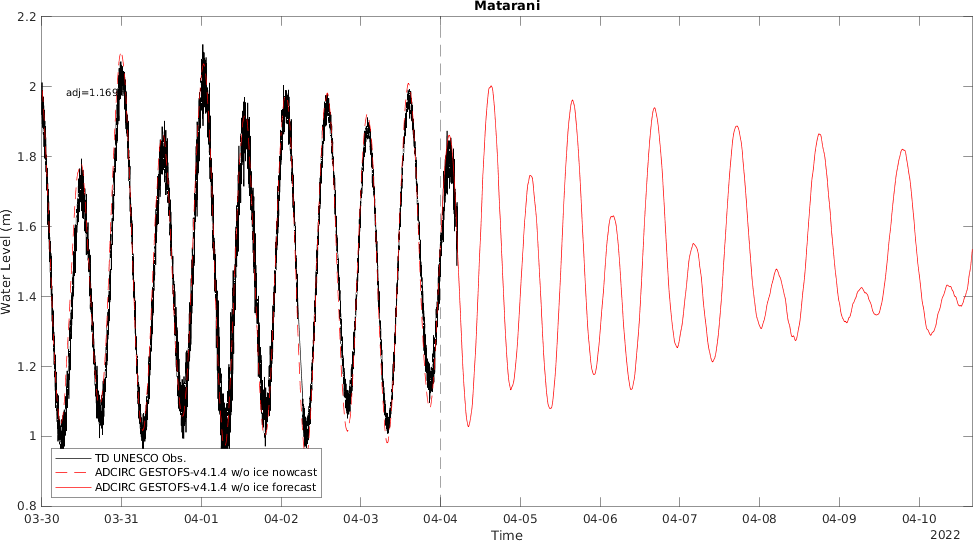 Matarani
2.2
2
1.8
1.6
1.4
1.2
1
0.8
Water Level (m)
adj=1.169
TD UNESCO Obs.
ADCIRC GESTOFS-v4.1.4 w/o ice nowcast
ADCIRC GESTOFS-v4.1.4 w/o ice forecast
03-30 03-31 04-01 04-02 04-03 04-04 04-05 04-06 04-07 04-08 04-09 04-10
2022
Time